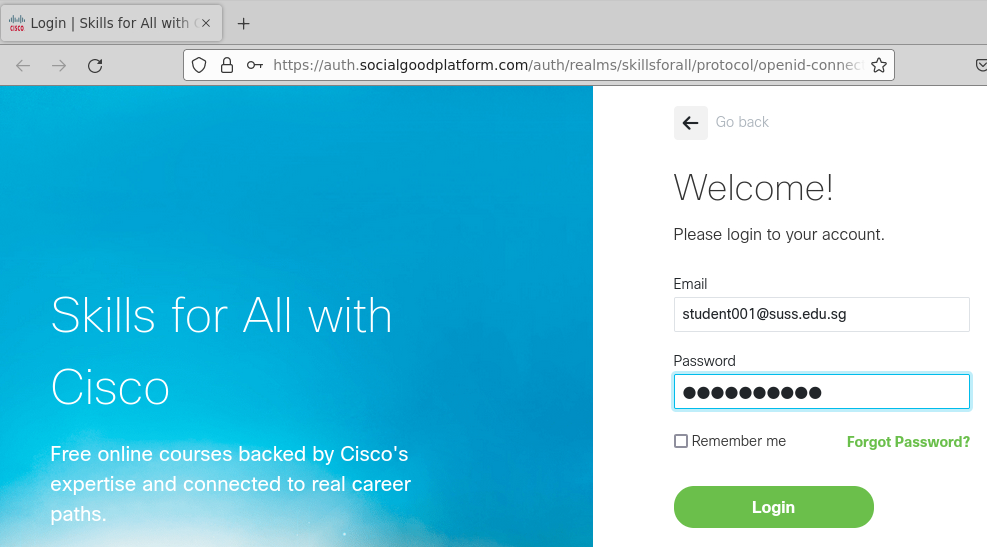 Login | Skills for All with
CISCO
https://auth.socialgoodplatform.com/auth/realms/skillsforall/protocol/openid-connec
Go back
Welcome!
Please login to your account.
Email
student001@suss.edu.sg
Password
Remember me
Forgot Password?
Login
Skills for All with
Cisco
Free online courses backed by Cisco's
expertise and connected to real career
paths.